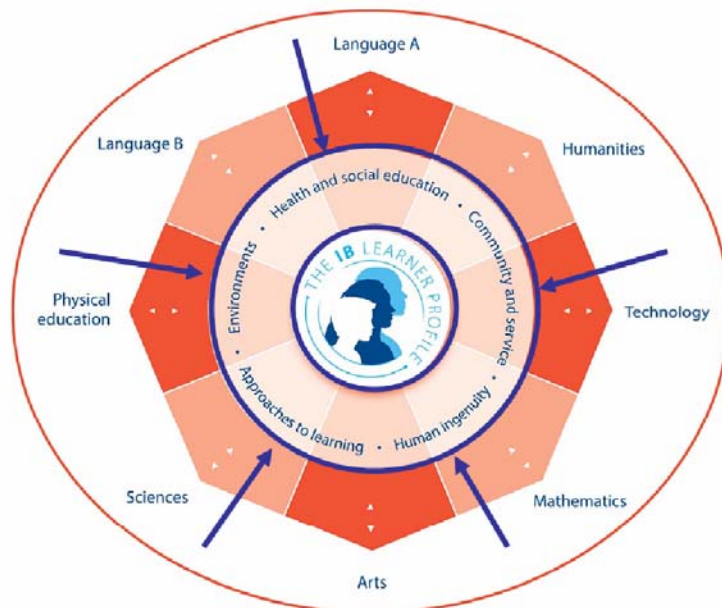 Language A
Language B
Humanities
Health and social education
•
Community and service
•
Environments
•
THE IB LEARNER PROFILE
Physical
education
Technology
•
Approaches to learning
•
Human ingenuity
•
Sciences
Mathematics
Arts